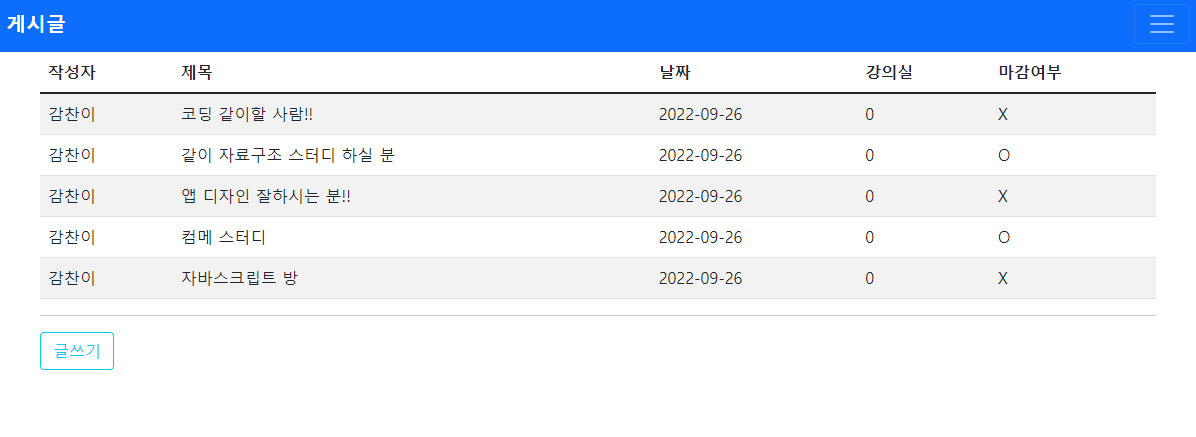 게시글
작성자 제목 날짜 강의실 마감여부
감찬이 코딩 같이할 사람!! 2022-09-26 0 X
감찬이 같이 자료구조 스터디 하실 분 2022-09-26 0 O
감찬이 앱 디자인 잘하시는 분!! 2022-09-26 0 X
감찬이 컴메 스터디 2022-09-26 0 O
감찬이 자바스크립트 방 2022-09-26 0 X
글쓰기